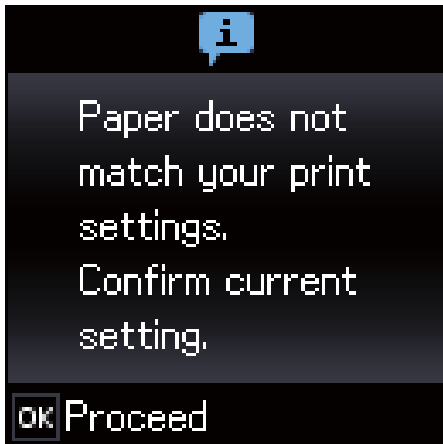 i
Paper does not
match your print
settings.
Confirm current
setting.
OK Proceed